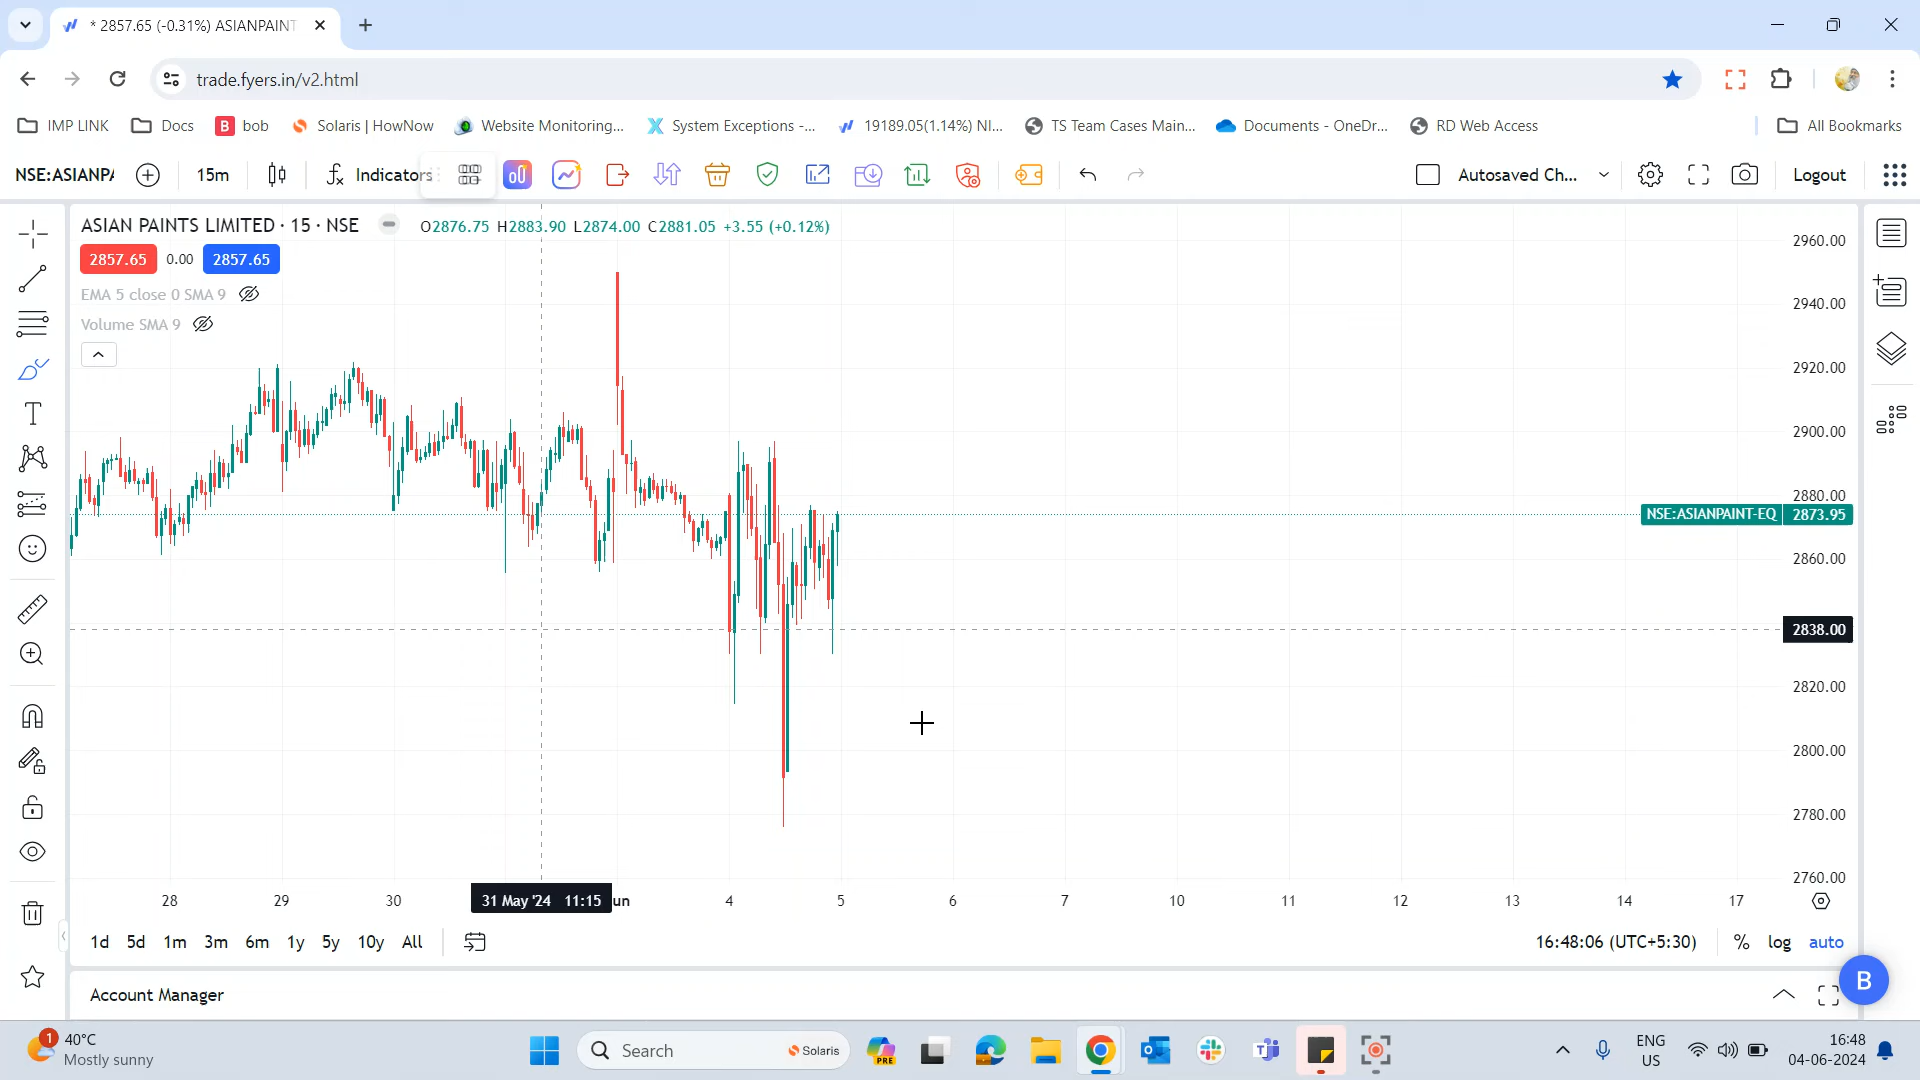 * 2857.65 (-0.31%) ASIANPAINT
trade.fyers.in/v2.html
IMP LINK
Docs
B bob
Solaris | HowNow
Website Monitoring...
System Exceptions -...
19189.05(1.14%) NI...
TS Team Cases Main...
Documents - OneDr...
RD Web Access
All Bookmarks
NSE:ASIANPA
15m
Indicators
Autosaved Ch...
Logout
ASIAN PAINTS LIMITED · 15 · NSE
O2876.75 H2883.90 L2874.00 C2881.05 +3.55 (+0.12%)
2857.65 0.00 2857.65
EMA 5 close 0 SMA 9
Volume SMA 9
2960.00
2940.00
2920.00
2900.00
2880.00
NSE:ASIANPAINT-EQ 2873.95
2860.00
2838.00
2820.00
2800.00
2780.00
2760.00
28 29 30 31 May '24 11:15 un 4 5 6 7 10 11 12 13 14 17
1d 5d 1m 3m 6m 1y 5y 10y All
16:48:06 (UTC+5:30) % log auto
Account Manager
B
1 40°C
Mostly sunny
Search
Solaris
PRE
ENG
US
16:48
04-06-2024